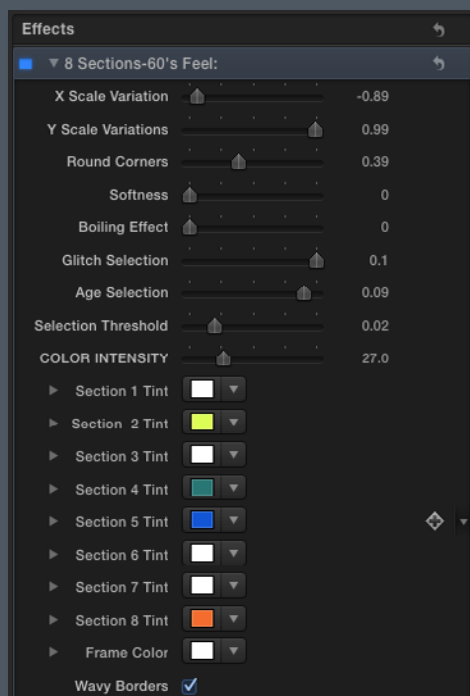 Effects
8 Sections-60's Feel:
X Scale Variation -0.89
Y Scale Variations 0.99
Round Corners 0.39
Softness 0
Boiling Effect 0
Glitch Selection 0.1
Age Selection 0.09
Selection Threshold 0.02
COLOR INTENSITY 27.0
Section 1 Tint
Section 2 Tint
Section 3 Tint
Section 4 Tint
Section 5 Tint
Section 6 Tint
Section 7 Tint
Section 8 Tint
Frame Color
Wavy Borders